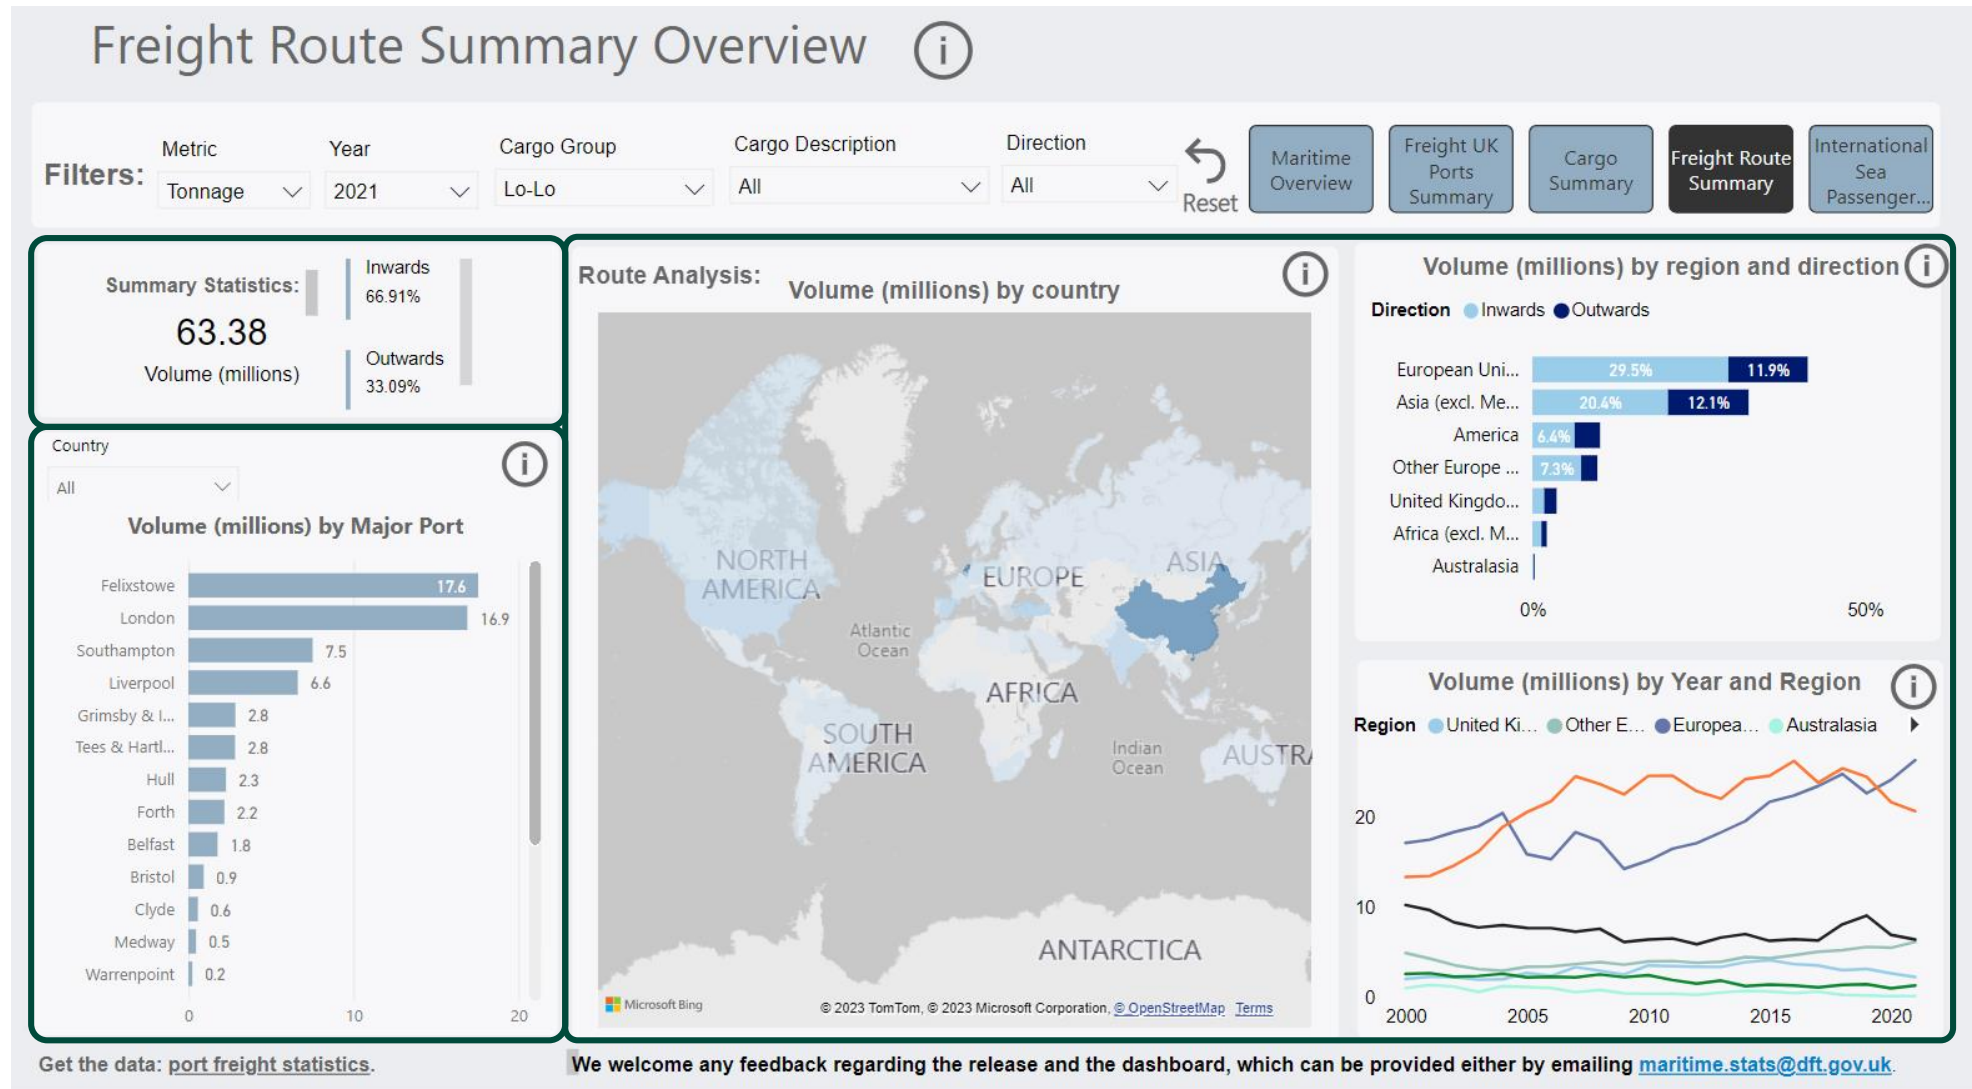 Freight Route Summary Overview
i
Filters:
Metric
Tonnage
Year
2021
Cargo Group
Lo-Lo
Cargo Description
All
Direction
All
Reset
Maritime
Overview
Freight UK
Ports
Summary
Cargo
Summary
Freight Route
Summary
International
Sea
Passenger...
Summary Statistics:
63.38
Volume (millions)
Inwards
66.91%
Outwards
33.09%
Country
All
i
Volume (millions) by Major Port
Felixstowe 17.6
London 16.9
Southampton 7.5
Liverpool 6.6
Grimsby & I... 2.8
Tees & Hartl... 2.8
Hull 2.3
Forth 2.2
Belfast 1.8
Bristol 0.9
Clyde 0.6
Medway 0.5
Warrenpoint 0.2
0 10 20
Route Analysis:
Volume (millions) by country
i
NORTH
AMERICA
EUROPE
ASIA
Atlantic
Ocean
AFRICA
SOUTH
AMERICA
Indian
Ocean
AUSTRA
ANTARCTICA
Microsoft Bing
© 2023 TomTom, © 2023 Microsoft Corporation, © OpenStreetMap Terms
Volume (millions) by region and direction
i
Direction Inwards Outwards
European Uni... 29.5% 11.9%
Asia (excl. Me... 20.4% 12.1%
America 6.4%
Other Europe ... 7.3%
United Kingdo...
Africa (excl. M...
Australasia
0% 50%
Volume (millions) by Year and Region
i
Region United Ki... Other E... Europea... Australasia
20
10
0
2000 2005 2010 2015 2020
Get the data: port freight statistics.
We welcome any feedback regarding the release and the dashboard, which can be provided either by emailing maritime.stats@dft.gov.uk.